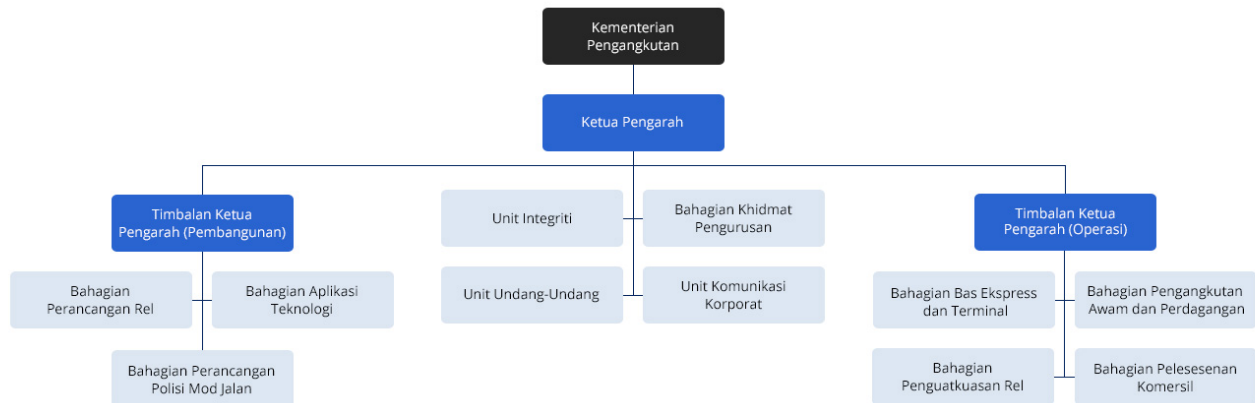 Kementerian
Pengangkutan
Ketua Pengarah
Timbalan Ketua
Pengarah (Pembangunan)
Bahagian
Perancangan Rel
Bahagian Aplikasi
Teknologi
Bahagian Perancangan
Polisi Mod Jalan
Unit Integriti
Bahagian Khidmat
Pengurusan
Unit Undang-Undang
Unit Komunikasi
Korporat
Timbalan Ketua
Pengarah (Operasi)
Bahagian Bas Ekspress
dan Terminal
Bahagian Pengangkutan
Awam dan Perdagangan
Bahagian
Penguatkuasan Rel
Bahagian Pelesesenan
Komersil